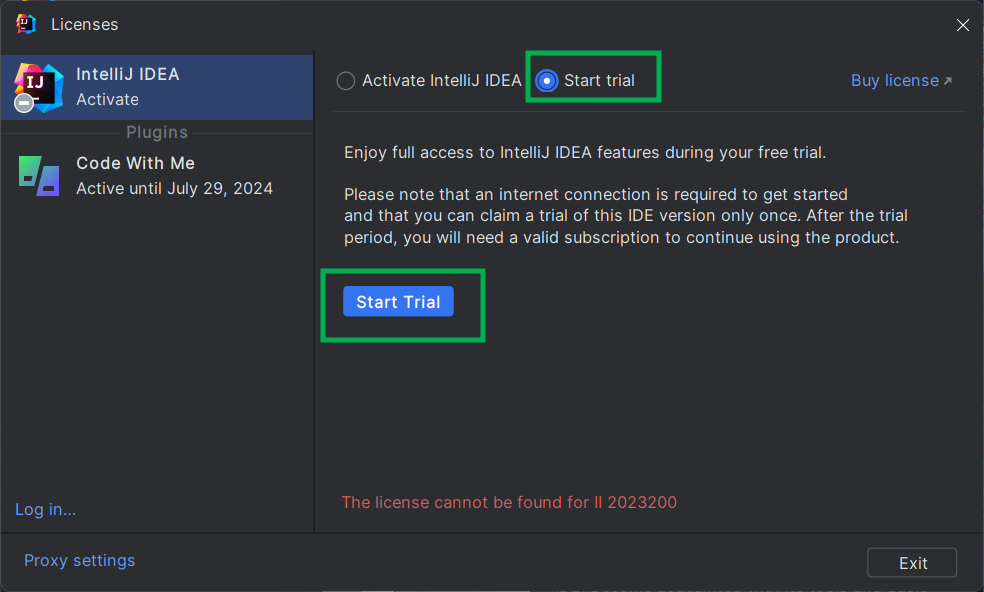 Licenses
IJ
IntelliJ IDEA
Activate
Plugins
Code With Me
Active until July 29, 2024
Log in...
Activate IntelliJ IDEA
Start trial
Buy license
Enjoy full access to IntelliJ IDEA features during your free trial.
Please note that an internet connection is required to get started
and that you can claim a trial of this IDE version only once. After the trial
period, you will need a valid subscription to continue using the product.
Start Trial
The license cannot be found for II 2023200
Proxy settings
Exit